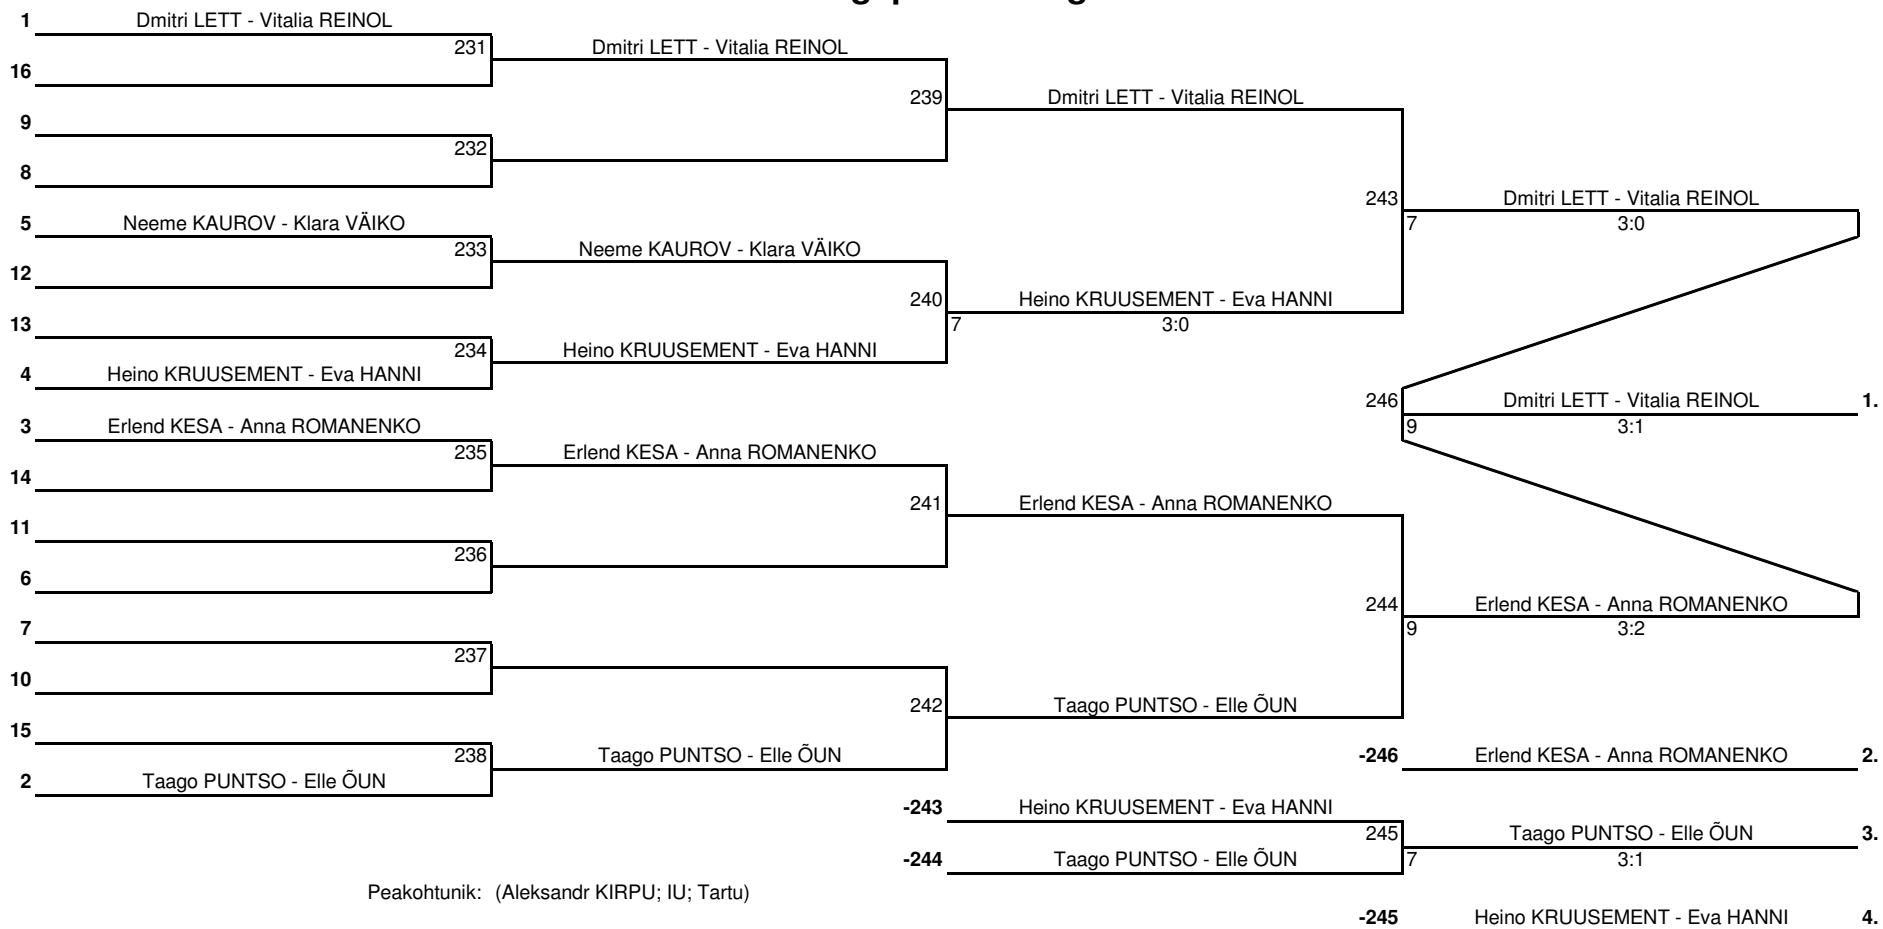 1 Dmitri LETT - Vitalia REINOL
231 Dmitri LETT - Vitalia REINOL
16
239 Dmitri LETT - Vitalia REINOL
9
232
8
243 Dmitri LETT - Vitalia REINOL
7 3:0
5 Neeme KAUROV - Klara VÄIKO
233 Neeme KAUROV - Klara VÄIKO
12
240 Heino KRUUSEMENT - Eva HANNI
7 3:0
13
234 Heino KRUUSEMENT - Eva HANNI
4 Heino KRUUSEMENT - Eva HANNI
246 Dmitri LETT - Vitalia REINOL 1.
9 3:1
3 Erlend KESA - Anna ROMANENKO
235 Erlend KESA - Anna ROMANENKO
14
241 Erlend KESA - Anna ROMANENKO
11
236
6
244 Erlend KESA - Anna ROMANENKO
9 3:2
7
237
10
242 Taago PUNTSO - Elle ÕUN
15
238 Taago PUNTSO - Elle ÕUN
2 Taago PUNTSO - Elle ÕUN
-246 Erlend KESA - Anna ROMANENKO 2.
-243 Heino KRUUSEMENT - Eva HANNI
245 Taago PUNTSO - Elle ÕUN 3.
-244 Taago PUNTSO - Elle ÕUN
7 3:1
Peakohtunik: (Aleksandr KIRPU; IU; Tartu)
-245 Heino KRUUSEMENT - Eva HANNI 4.